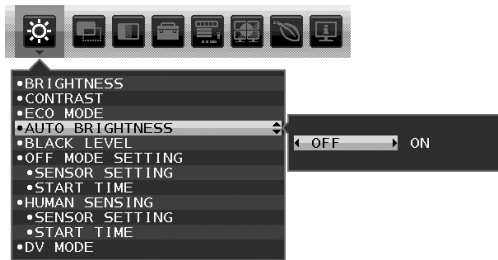 •BRIGHTNESS
•CONTRAST
•ECO MODE
•AUTO BRIGHTNESS
OFF ON
•BLACK LEVEL
•OFF MODE SETTING
•SENSOR SETTING
•START TIME
•HUMAN SENSING
•SENSOR SETTING
•START TIME
•DV MODE